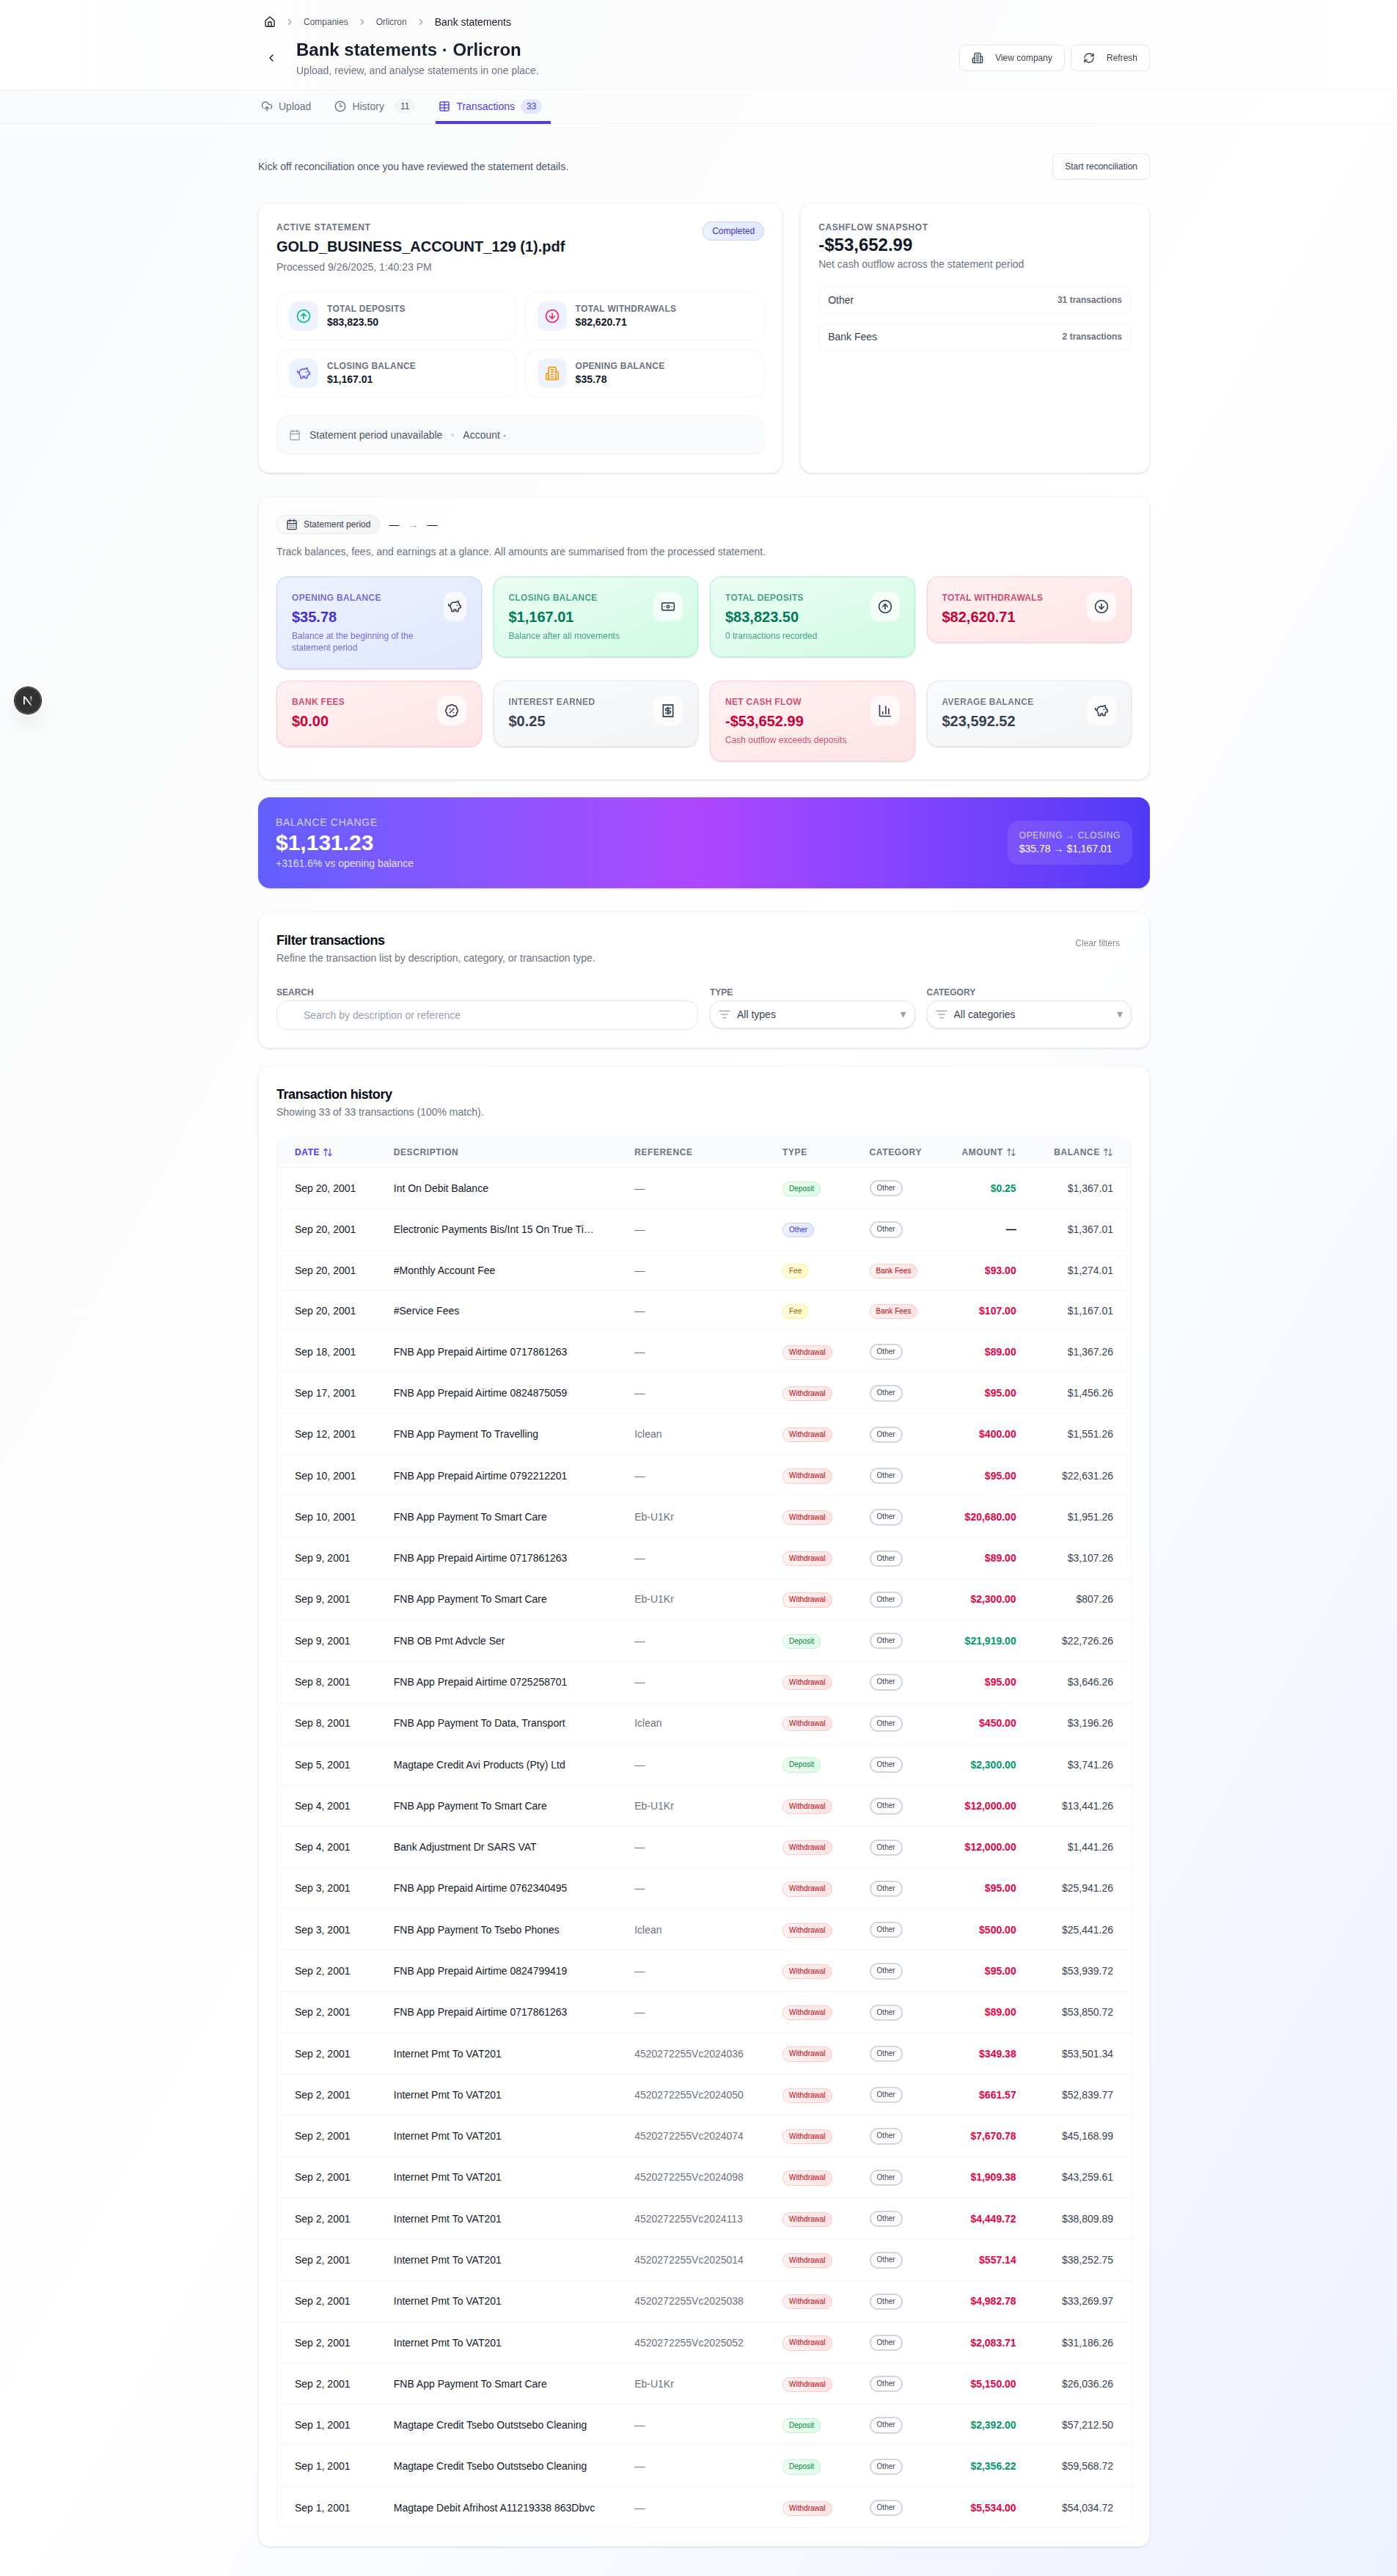 Companies > Orlicron > Bank statements
Bank statements · Orlicron
Upload, review, and analyse statements in one place.
View company
Refresh
Upload
History 11
Transactions 33
Kick off reconciliation once you have reviewed the statement details.
Start reconciliation
ACTIVE STATEMENT
Completed
GOLD_BUSINESS_ACCOUNT_129 (1).pdf
Processed 9/26/2025, 1:40:23 PM
TOTAL DEPOSITS
$83,823.50
TOTAL WITHDRAWALS
$82,620.71
CLOSING BALANCE
$1,167.01
OPENING BALANCE
$35.78
Statement period unavailable • Account ·
CASHFLOW SNAPSHOT
-$53,652.99
Net cash outflow across the statement period
Other 31 transactions
Bank Fees 2 transactions
Statement period — → —
Track balances, fees, and earnings at a glance. All amounts are summarised from the processed statement.
OPENING BALANCE
$35.78
Balance at the beginning of the
statement period
CLOSING BALANCE
$1,167.01
Balance after all movements
TOTAL DEPOSITS
$83,823.50
0 transactions recorded
TOTAL WITHDRAWALS
$82,620.71
BANK FEES
$0.00
INTEREST EARNED
$0.25
NET CASH FLOW
-$53,652.99
Cash outflow exceeds deposits
AVERAGE BALANCE
$23,592.52
N
BALANCE CHANGE
$1,131.23
+3161.6% vs opening balance
OPENING → CLOSING
$35.78 → $1,167.01
Filter transactions
Refine the transaction list by description, category, or transaction type.
Clear filters
SEARCH
Search by description or reference
TYPE
All types ▾
CATEGORY
All categories ▾
Transaction history
Showing 33 of 33 transactions (100% match).
DATE DESCRIPTION REFERENCE TYPE CATEGORY AMOUNT BALANCE
Sep 20, 2001 Int On Debit Balance — Deposit Other $0.25 $1,367.01
Sep 20, 2001 Electronic Payments Bis/Int 15 On True Ti… — Other Other — $1,367.01
Sep 20, 2001 #Monthly Account Fee — Fee Bank Fees $93.00 $1,274.01
Sep 20, 2001 #Service Fees — Fee Bank Fees $107.00 $1,167.01
Sep 18, 2001 FNB App Prepaid Airtime 0717861263 — Withdrawal Other $89.00 $1,367.26
Sep 17, 2001 FNB App Prepaid Airtime 0824875059 — Withdrawal Other $95.00 $1,456.26
Sep 12, 2001 FNB App Payment To Travelling Iclean Withdrawal Other $400.00 $1,551.26
Sep 10, 2001 FNB App Prepaid Airtime 0792212201 — Withdrawal Other $95.00 $22,631.26
Sep 10, 2001 FNB App Payment To Smart Care Eb-U1Kr Withdrawal Other $20,680.00 $1,951.26
Sep 9, 2001 FNB App Prepaid Airtime 0717861263 — Withdrawal Other $89.00 $3,107.26
Sep 9, 2001 FNB App Payment To Smart Care Eb-U1Kr Withdrawal Other $2,300.00 $807.26
Sep 9, 2001 FNB OB Pmt Advcle Ser — Deposit Other $21,919.00 $22,726.26
Sep 8, 2001 FNB App Prepaid Airtime 0725258701 — Withdrawal Other $95.00 $3,646.26
Sep 8, 2001 FNB App Payment To Data, Transport Iclean Withdrawal Other $450.00 $3,196.26
Sep 5, 2001 Magtape Credit Avi Products (Pty) Ltd — Deposit Other $2,300.00 $3,741.26
Sep 4, 2001 FNB App Payment To Smart Care Eb-U1Kr Withdrawal Other $12,000.00 $13,441.26
Sep 4, 2001 Bank Adjustment Dr SARS VAT — Withdrawal Other $12,000.00 $1,441.26
Sep 3, 2001 FNB App Prepaid Airtime 0762340495 — Withdrawal Other $95.00 $25,941.26
Sep 3, 2001 FNB App Payment To Tsebo Phones Iclean Withdrawal Other $500.00 $25,441.26
Sep 2, 2001 FNB App Prepaid Airtime 0824799419 — Withdrawal Other $95.00 $53,939.72
Sep 2, 2001 FNB App Prepaid Airtime 0717861263 — Withdrawal Other $89.00 $53,850.72
Sep 2, 2001 Internet Pmt To VAT201 4520272255Vc2024036 Withdrawal Other $349.38 $53,501.34
Sep 2, 2001 Internet Pmt To VAT201 4520272255Vc2024050 Withdrawal Other $661.57 $52,839.77
Sep 2, 2001 Internet Pmt To VAT201 4520272255Vc2024074 Withdrawal Other $7,670.78 $45,168.99
Sep 2, 2001 Internet Pmt To VAT201 4520272255Vc2024098 Withdrawal Other $1,909.38 $43,259.61
Sep 2, 2001 Internet Pmt To VAT201 4520272255Vc2024113 Withdrawal Other $4,449.72 $38,809.89
Sep 2, 2001 Internet Pmt To VAT201 4520272255Vc2025014 Withdrawal Other $557.14 $38,252.75
Sep 2, 2001 Internet Pmt To VAT201 4520272255Vc2025038 Withdrawal Other $4,982.78 $33,269.97
Sep 2, 2001 Internet Pmt To VAT201 4520272255Vc2025052 Withdrawal Other $2,083.71 $31,186.26
Sep 2, 2001 FNB App Payment To Smart Care Eb-U1Kr Withdrawal Other $5,150.00 $26,036.26
Sep 1, 2001 Magtape Credit Tsebo Outstsebo Cleaning — Deposit Other $2,392.00 $57,212.50
Sep 1, 2001 Magtape Credit Tsebo Outstsebo Cleaning — Deposit Other $2,356.22 $59,568.72
Sep 1, 2001 Magtape Debit Afrihost A11219338 863Dbvc — Withdrawal Other $5,534.00 $54,034.72